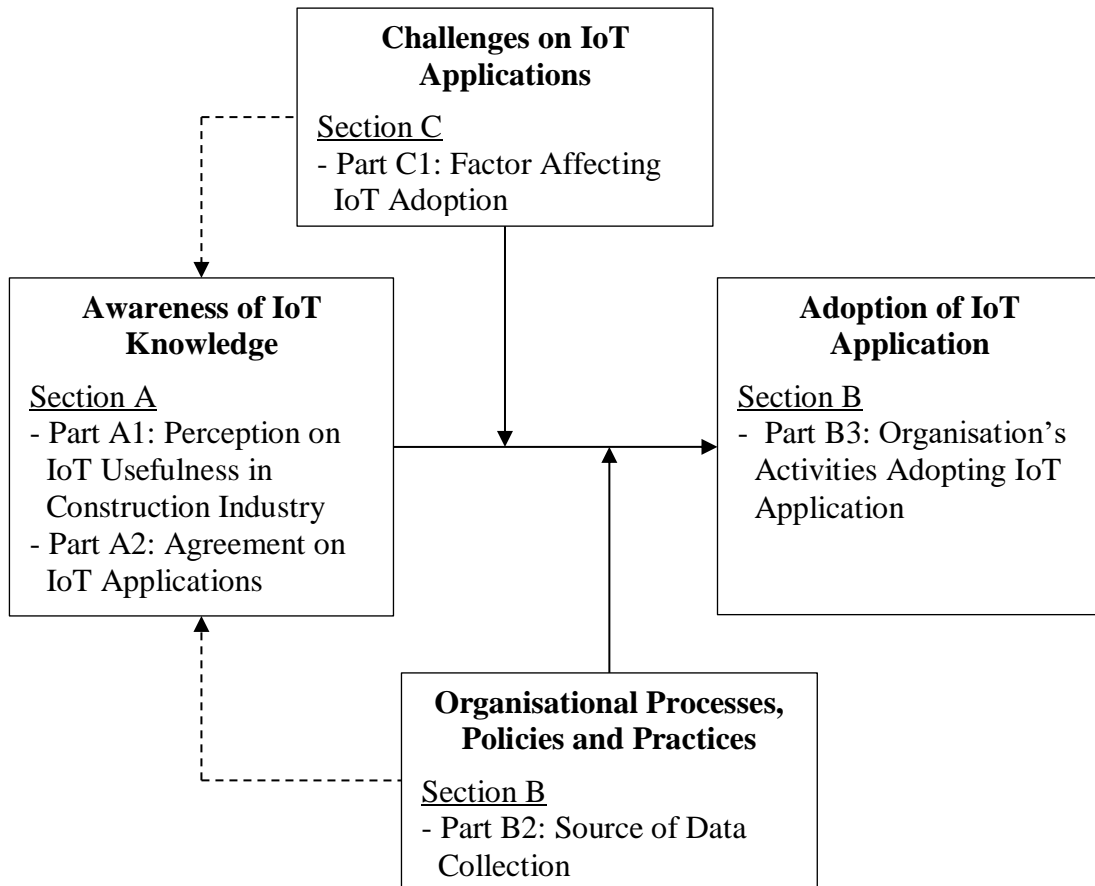 Challenges on IoT
Applications
Section C
- Part C1: Factor Affecting
IoT Adoption
Awareness of IoT
Knowledge
Section A
- Part A1: Perception on
IoT Usefulness in
Construction Industry
- Part A2: Agreement on
IoT Applications
Adoption of IoT
Application
Section B
- Part B3: Organisation’s
Activities Adopting IoT
Application
Organisational Processes,
Policies and Practices
Section B
- Part B2: Source of Data
Collection